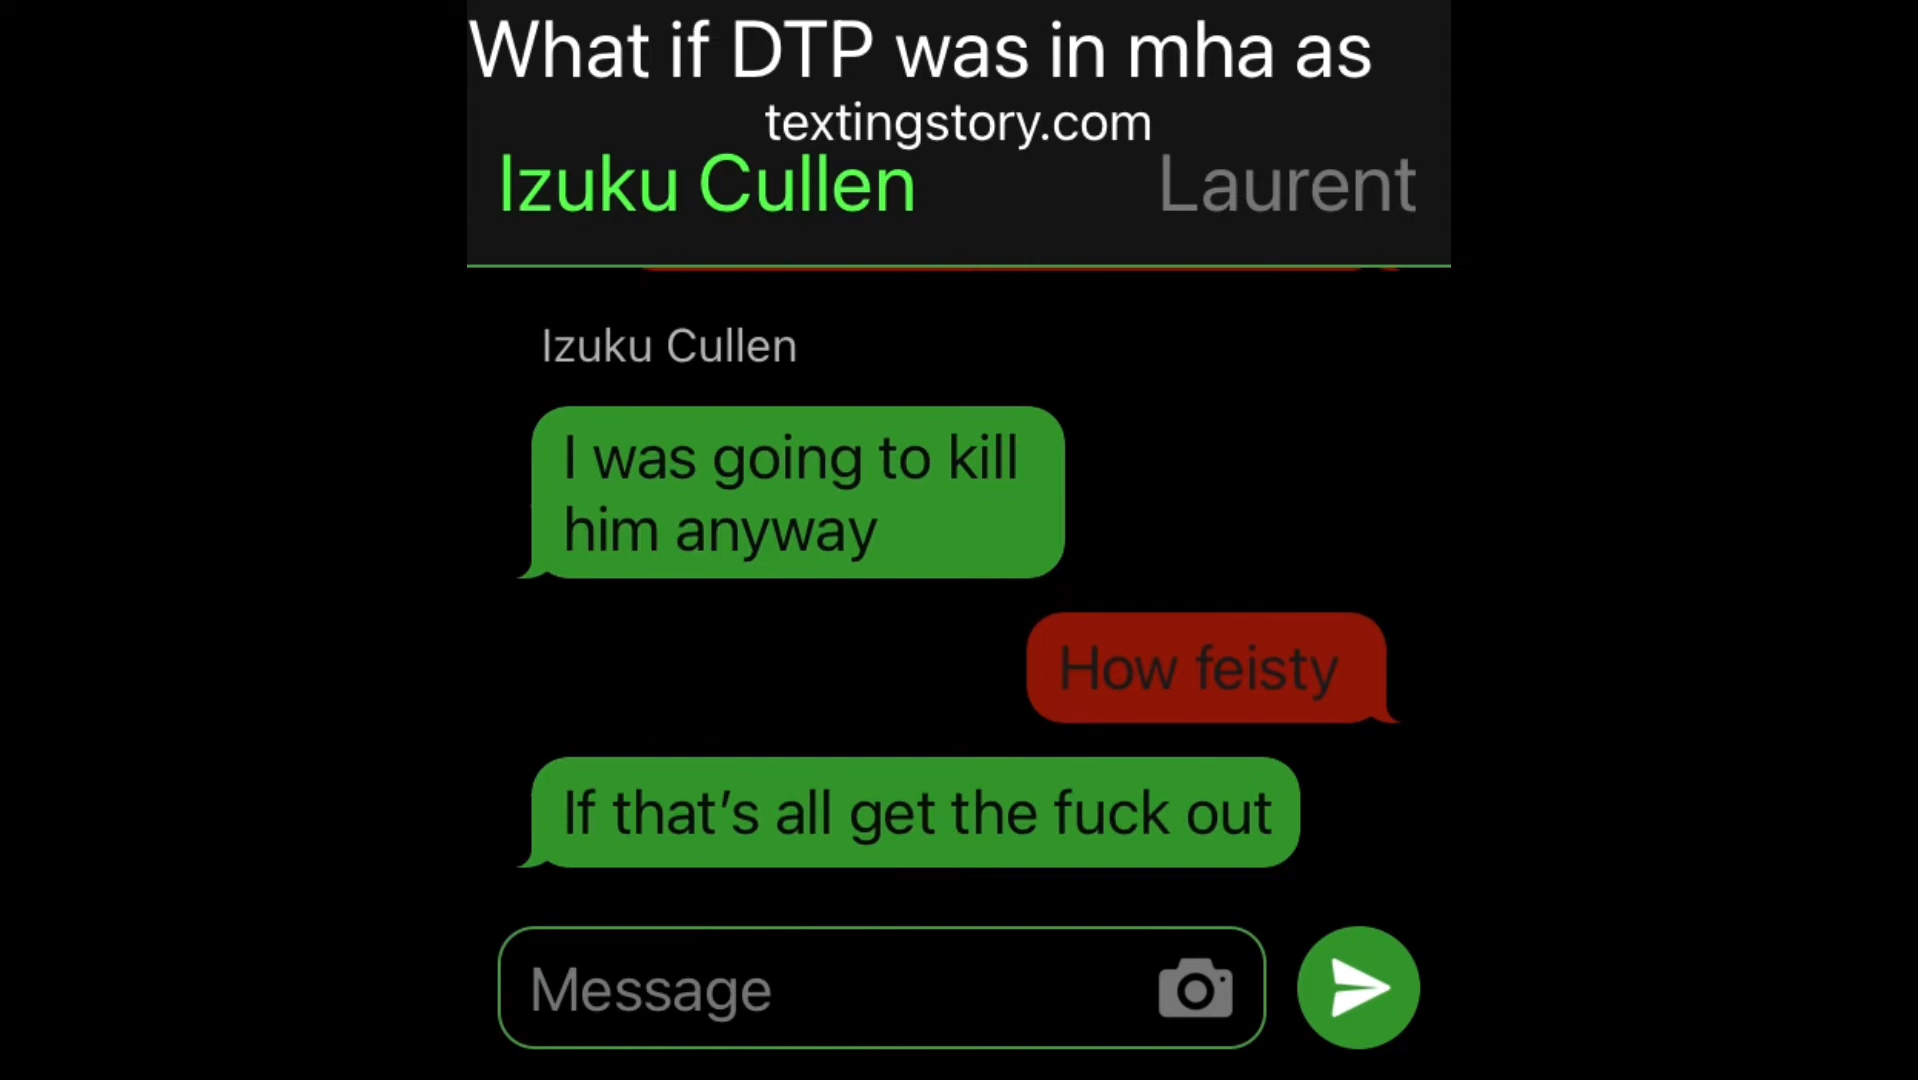 What if DTP was in mha as
textingstory.com
Izuku Cullen
Laurent
Izuku Cullen
I was going to kill
him anyway
How feisty
If that's all get the fuck out
Message